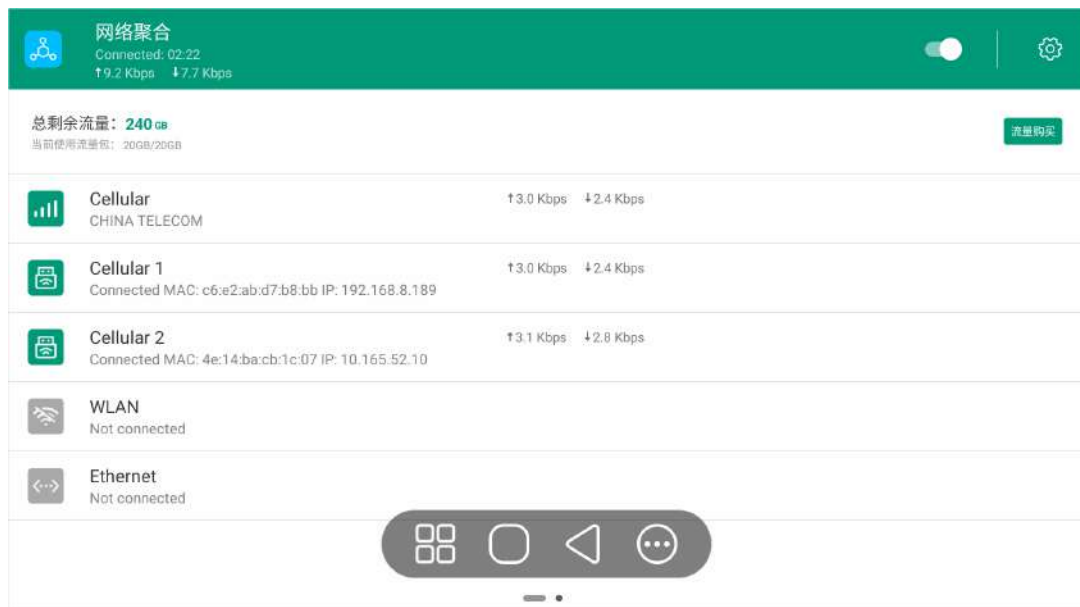 网络聚合
Connected: 02:22
↑9.2 Kbps ↓7.7 Kbps
总剩余流量：240 GB
流量购买
当前使用流量包： 20GB/20GB
Cellular
↑3.0 Kbps ↓2.4 Kbps
CHINA TELECOM
Cellular 1
↑3.0 Kbps ↓2.4 Kbps
Connected MAC: c6:e2:ab:d7:b8:bb IP: 192.168.8.189
Cellular 2
↑3.1 Kbps ↓2.8 Kbps
Connected MAC: 4e:14:ba:cb:1c:07 IP: 10.165.52.10
WLAN
Not connected
Ethernet
Not connected